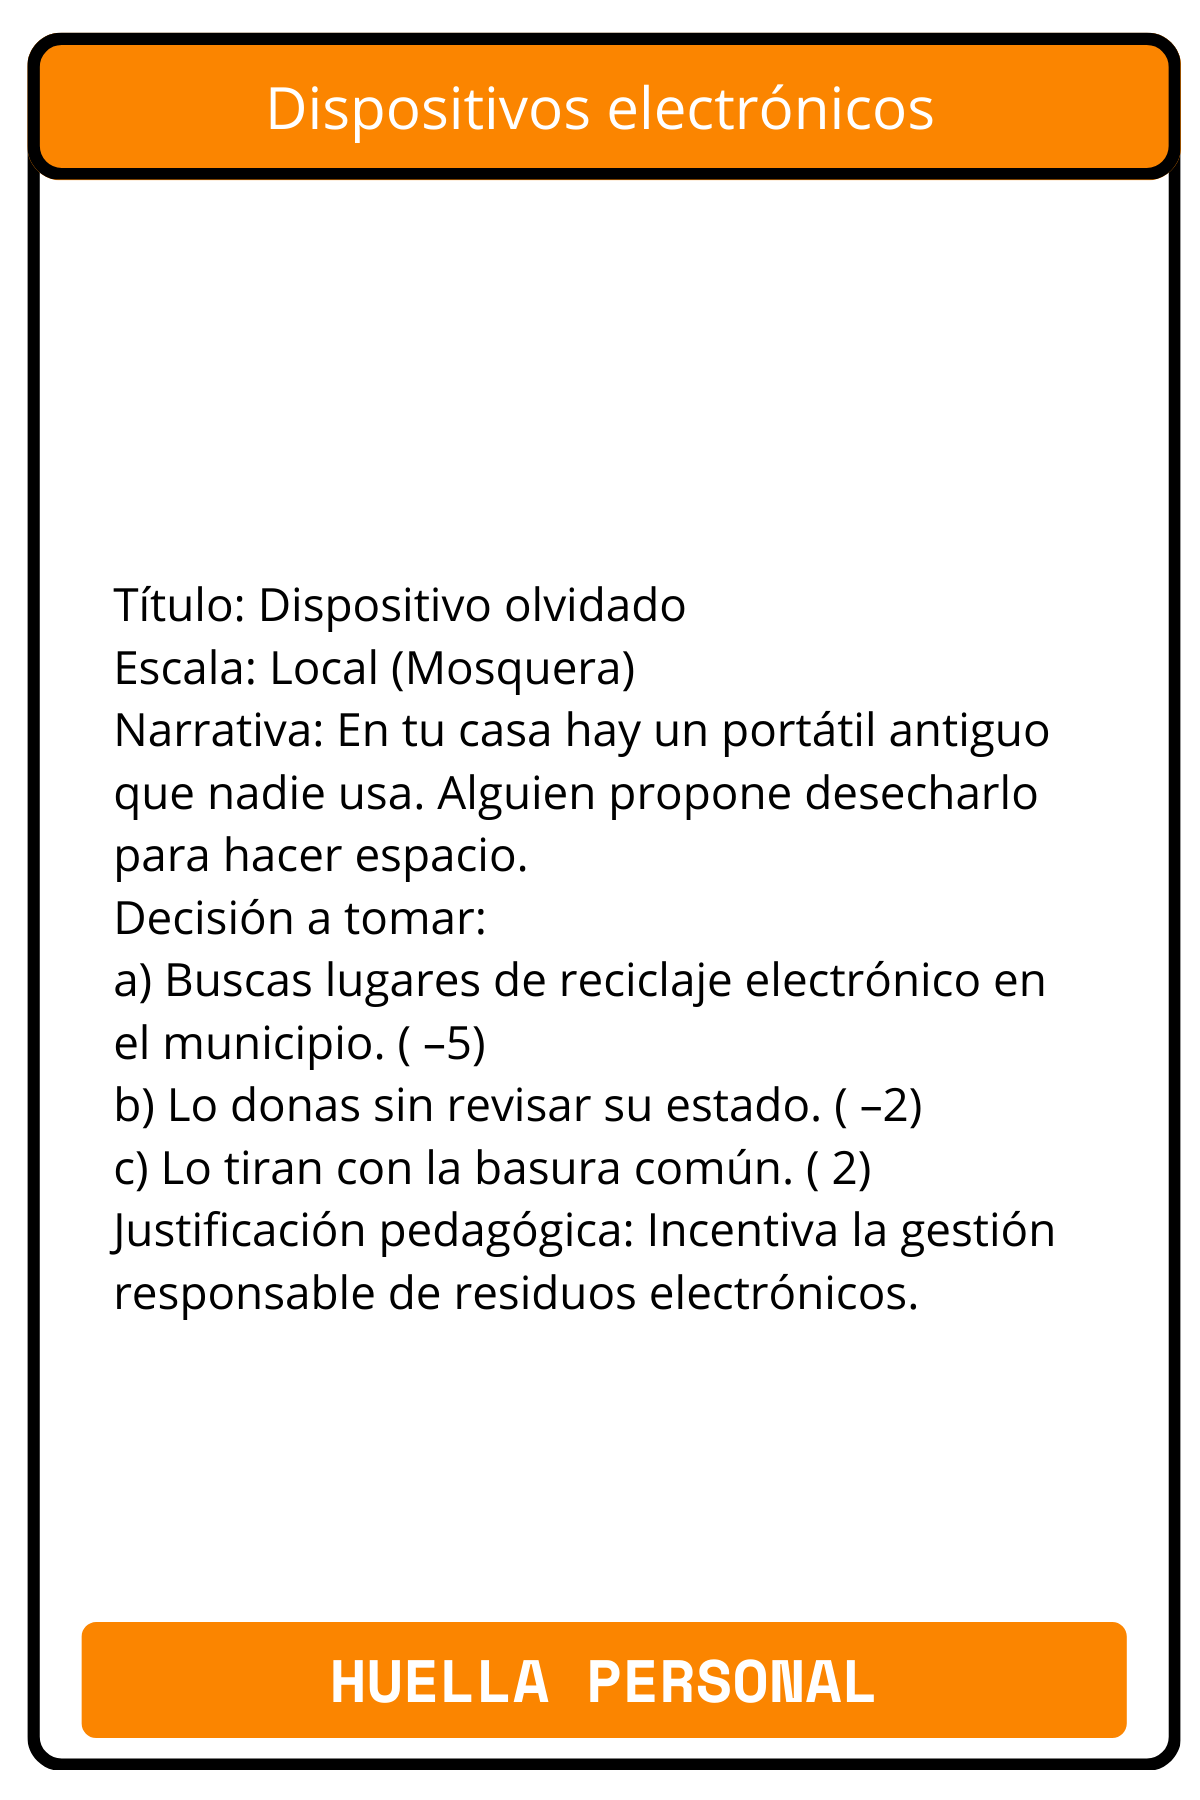 Dispositivos electrónicos
Título: Dispositivo olvidado
Escala: Local (Mosquera)
Narrativa: En tu casa hay un portátil antiguo
que nadie usa. Alguien propone desecharlo
para hacer espacio.
Decisión a tomar:
a) Buscas lugares de reciclaje electrónico en
el municipio. ( –5)
b) Lo donas sin revisar su estado. ( –2)
c) Lo tiran con la basura común. ( 2)
Justificación pedagógica: Incentiva la gestión
responsable de residuos electrónicos.
HUELLA PERSONAL